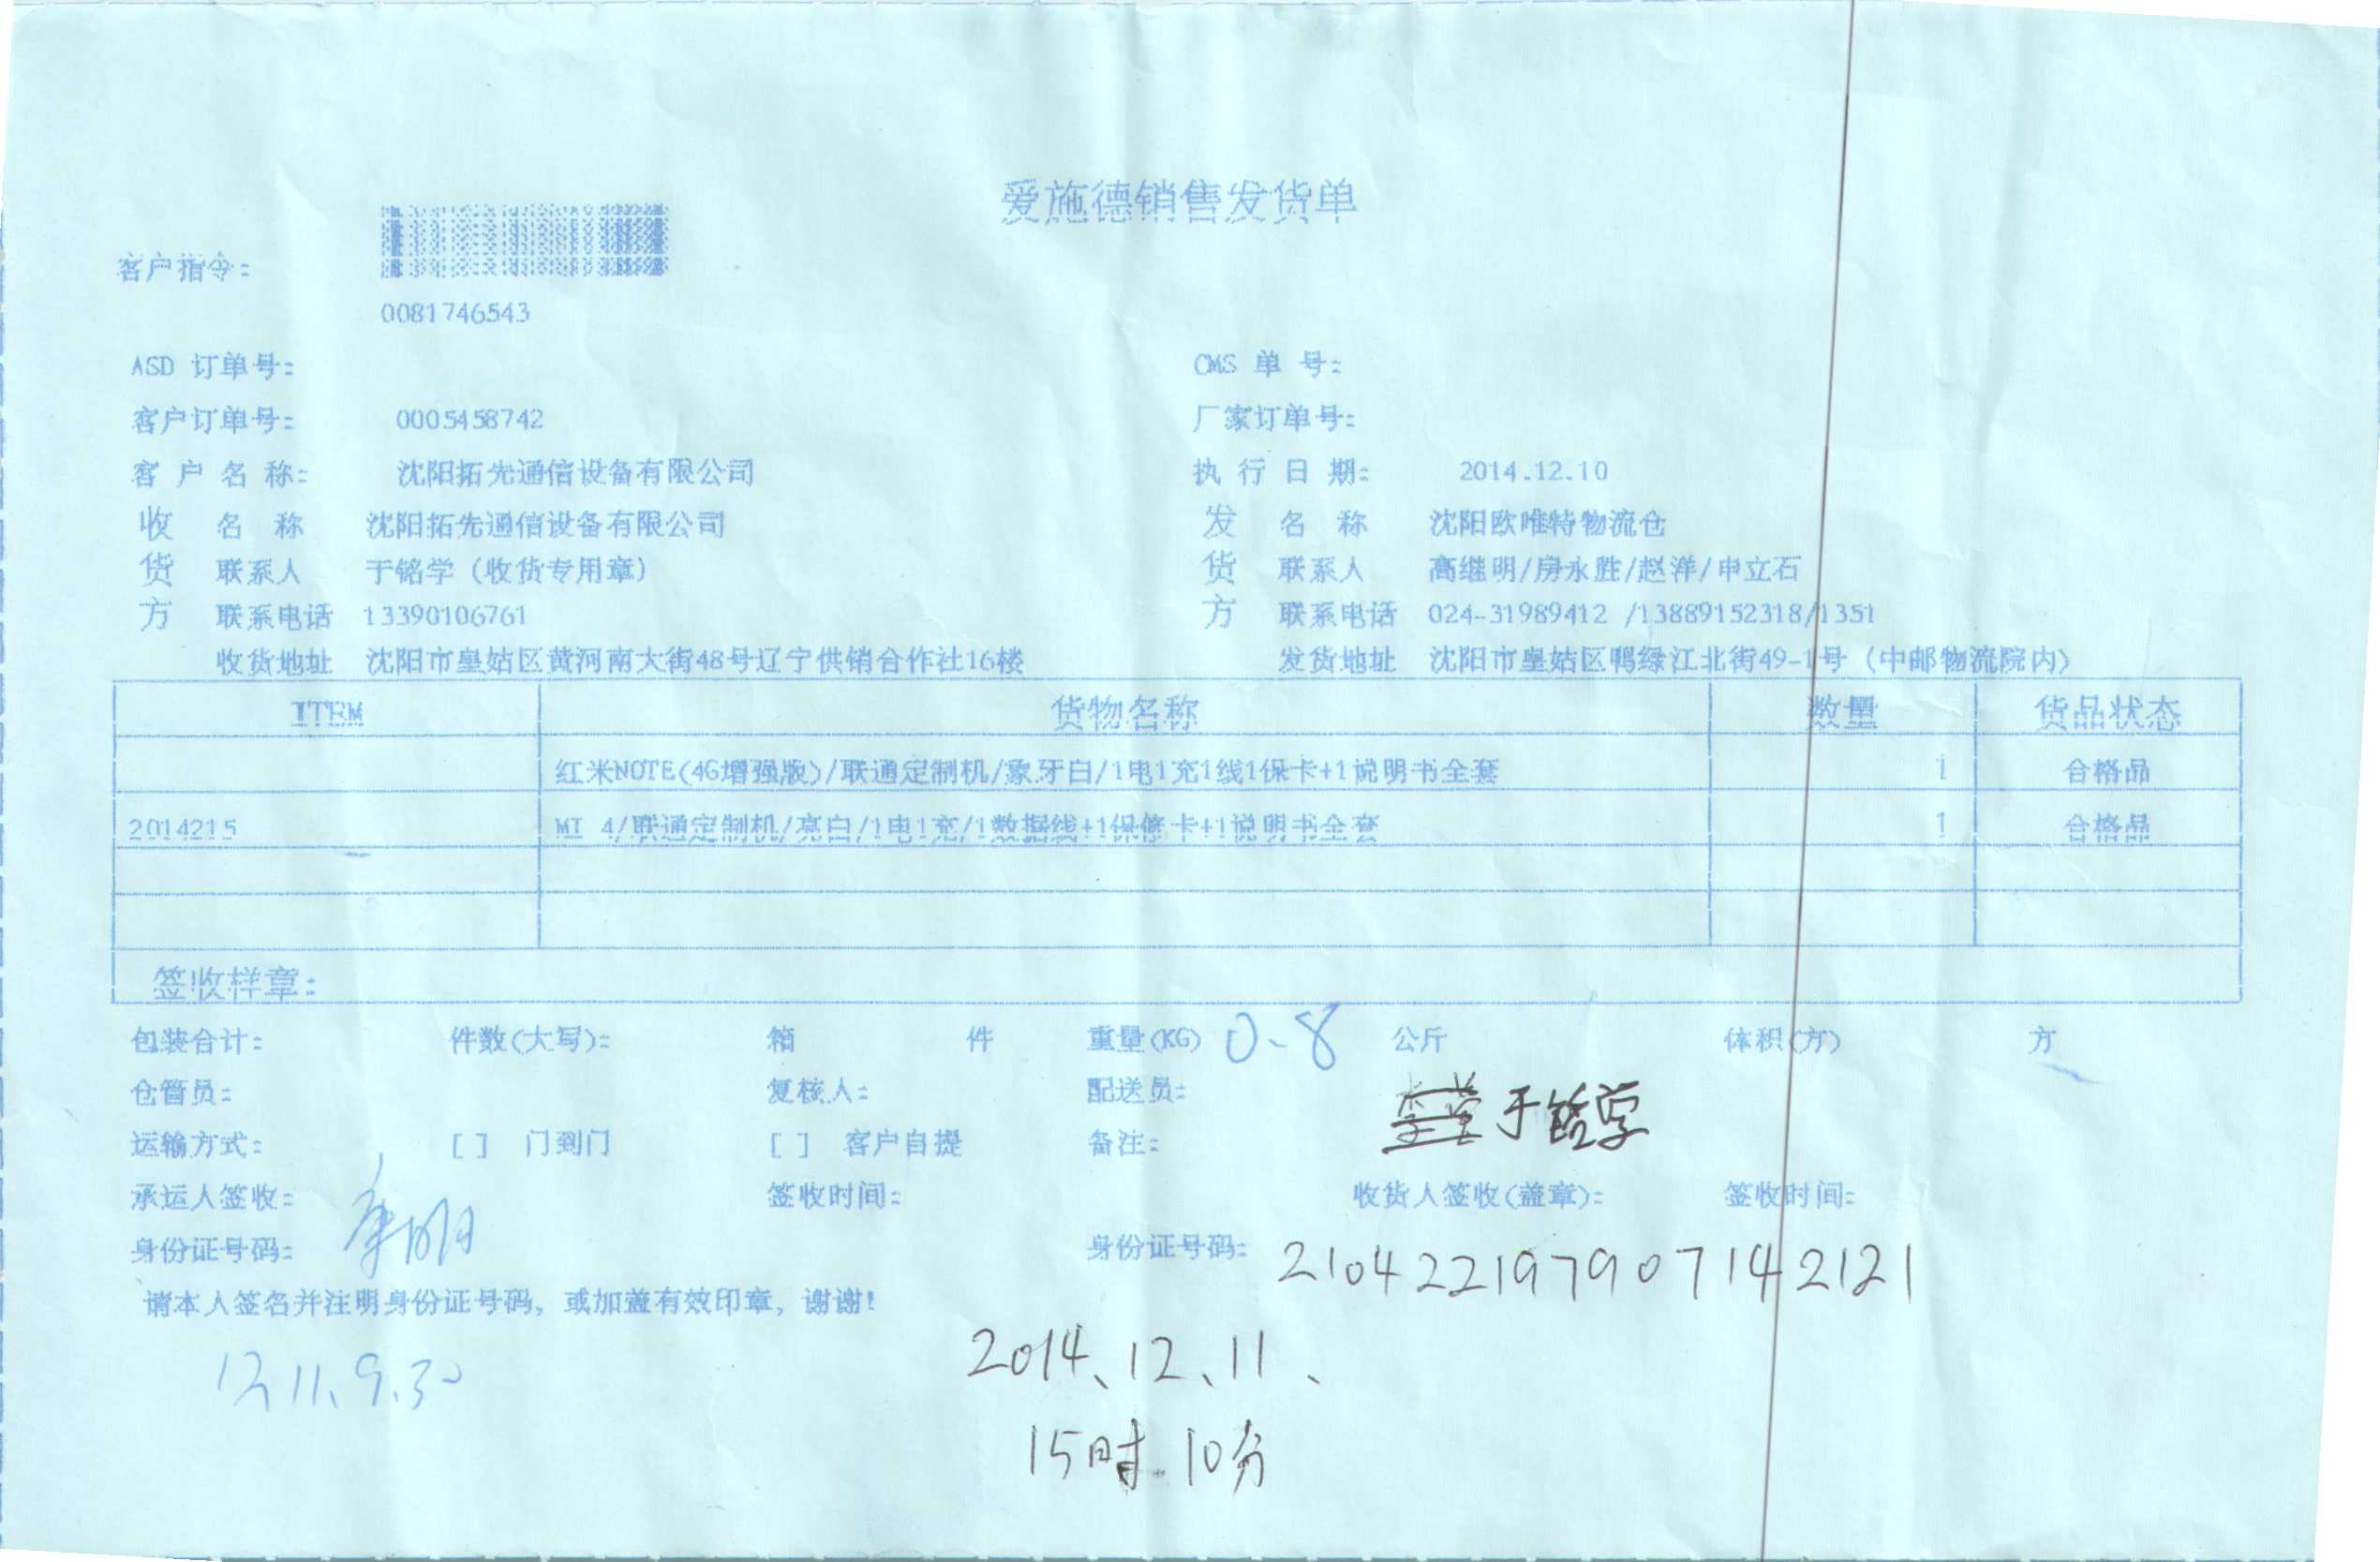 爱施德销售发货单
客户指令:
0081746543
ASD 订单号: CMS 单 号:
客户订单号: 0005458742 厂家订单号:
客 户 名 称: 沈阳拓先通信设备有限公司 执 行 日 期: 2014.12.10
收 名 称 沈阳拓先通信设备有限公司 发 名 称 沈阳欧唯特物流仓
货 联系人 于铭学 (收货专用章) 货 联系人 高继明/房永胜/赵洋/申立石
方 联系电话 13390106761 方 联系电话 024-31989412 /13889152318/1351
收货地址 沈阳市皇姑区黄河南大街48号辽宁供销合作社16楼 发货地址 沈阳市皇姑区鸭绿江北街49-1号 (中邮物流院内)
ITEM 货物名称 数量 货品状态
红米NOTE(4G增强版)/联通定制机/象牙白/1电1充1线1保卡+1说明书全套 1 合格品
2014215 MI 4/联通定制机/亮白/1电1充/1数据线+1保修卡+1说明书全套 1 合格品
签收样章:
包装合计: 件数(大写): 箱 件 重量(KG) 0.8 公斤 体积(方) 方
仓管员: 复核人: 配送员:
于铭学
运输方式: [ ] 门到门 [ ] 客户自提 备注:
承运人签收: 签收时间: 收货人签收(盖章): 签收时间:
身份证号码: 身份证号码: 210422197907142121
请本人签名并注明身份证号码, 或加盖有效印章, 谢谢!
12.11、9.30
2014、12、11、
15时 10分